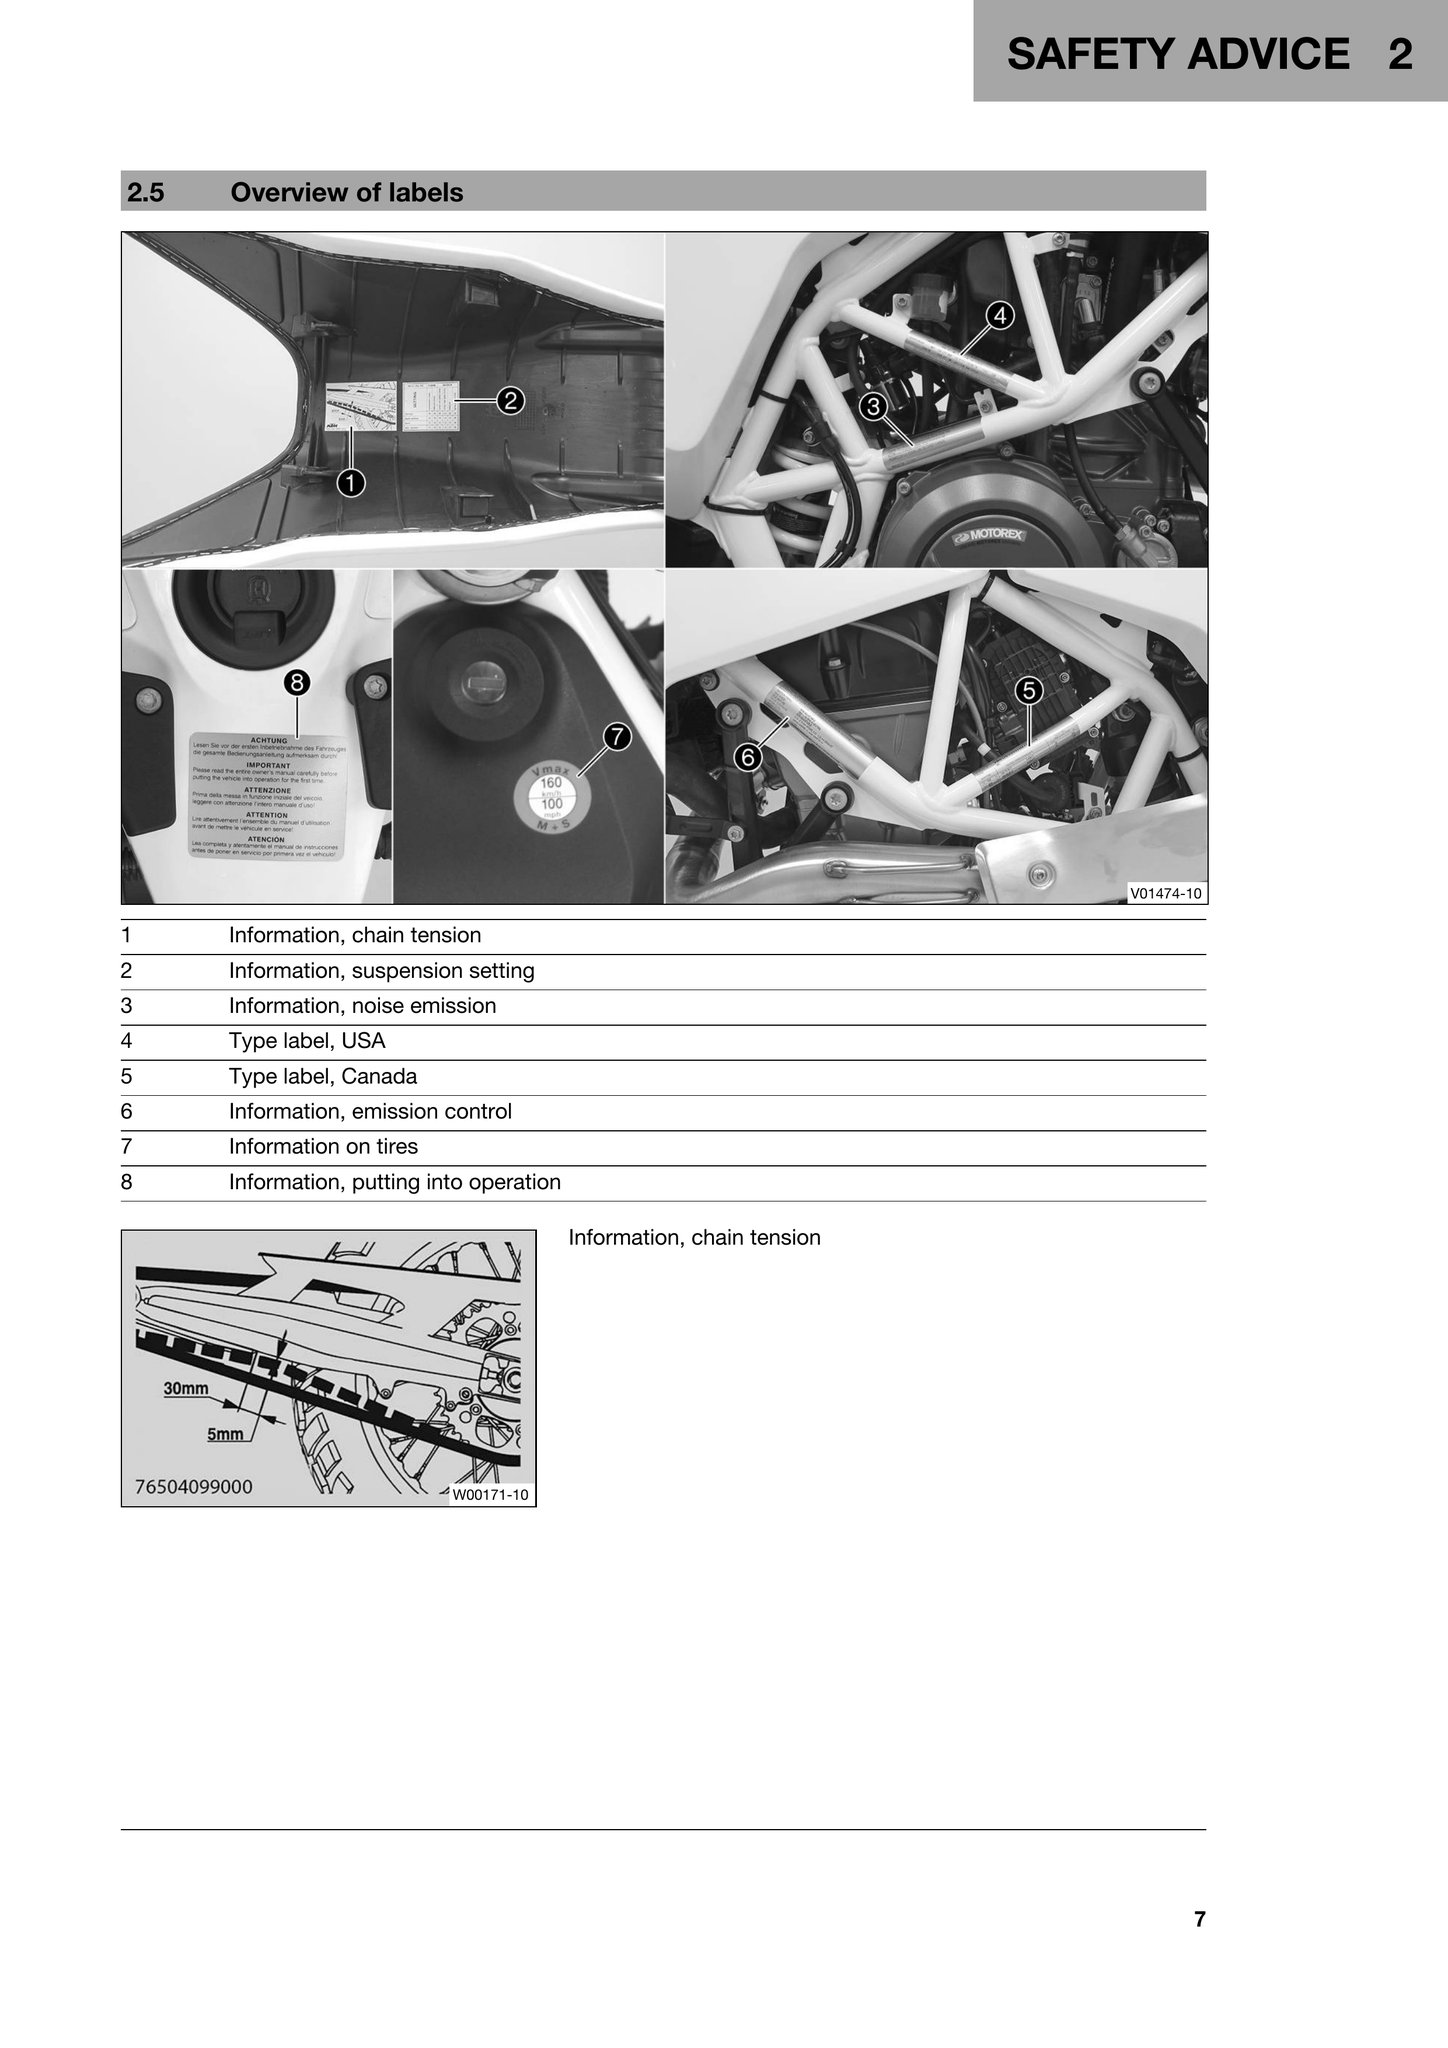 SAFETY ADVICE 2
2.5 Overview of labels
1
2
3
4
MOTOREX
8
ACHTUNG
Lesen Sie vor der ersten Inbetriebnahme des Fahrzeuges
die gesamte Bedienungsanleitung aufmerksam durch!
IMPORTANT
Please read the entire owner's manual carefully before
putting the vehicle into operation for the first time.
ATTENZIONE
Prima della messa in funzione iniziale del veicolo
leggere con attenzione l'intero manuale d'uso!
ATTENTION
Lire attentivement l'ensemble du manuel d'utilisation
avant de mettre le véhicule en service!
ATENCIÓN
Lea completa y atentamente el manual de instrucciones
antes de poner en servicio por primera vez el vehículo!
7
Vmax
160
km/h
100
mph
M + S
5
6
V01474-10
1 Information, chain tension
2 Information, suspension setting
3 Information, noise emission
4 Type label, USA
5 Type label, Canada
6 Information, emission control
7 Information on tires
8 Information, putting into operation
Information, chain tension
30mm
5mm
76504099000
W00171-10
7